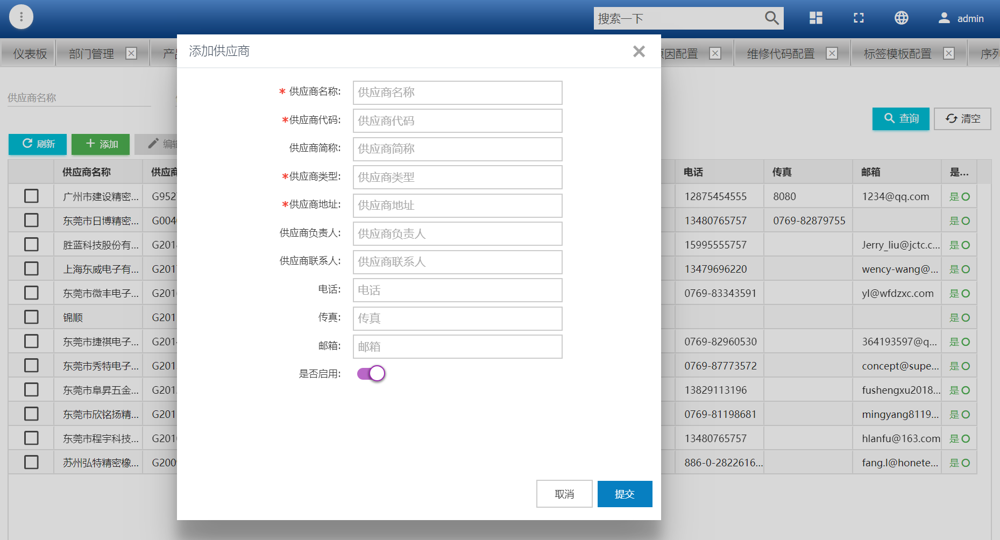 搜索一下
admin
仪表板 部门管理 产品 原因配置 维修代码配置 标签模板配置 序列
添加供应商
供应商名称
查询 清空
刷新 添加 编辑
* 供应商名称: 供应商名称
*供应商代码: 供应商代码
供应商简称: 供应商简称
*供应商类型: 供应商类型
*供应商地址: 供应商地址
供应商负责人: 供应商负责人
供应商联系人: 供应商联系人
电话: 电话
传真: 传真
邮箱: 邮箱
是否启用:
取消 提交
供应商名称 供应商 电话 传真 邮箱 是...
广州市建设精密... G952 12875454555 8080 1234@qq.com 是
东莞市日博精密... G004 13480765757 0769-82879755 是
胜蓝科技股份有... G201 15995555757 Jerry_liu@jctc.c... 是
上海东威电子有... G201 13479696220 wency-wang@... 是
东莞市微丰电子... G201 0769-83343591 yl@wfdzxc.com 是
锦顺 G201 是
东莞市捷祺电子... G201 0769-82960530 364193597@q... 是
东莞市秀特电子... G201 0769-87773572 concept@supe... 是
东莞市阜昇五金... G201 13829113196 fushengxu2018... 是
东莞市欣铭扬精... G201 0769-81198681 mingyang8119... 是
东莞市程宇科技... G201 13480765757 hlanfu@163.com 是
苏州弘特精密橡... G200 886-0-2822616... fang.l@honete... 是